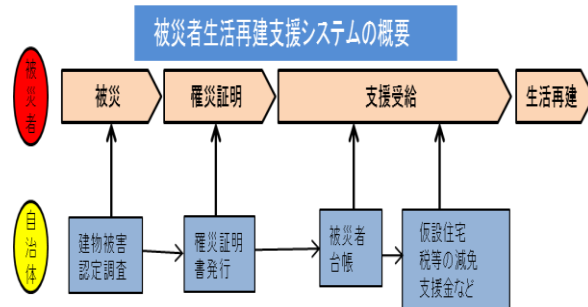 被災者生活再建支援システムの概要
被災者
被災
罹災証明
支援受給
生活再建
自治体
建物被害
認定調査
罹災証明
書発行
被災者
台帳
仮設住宅
税等の減免
支援金など